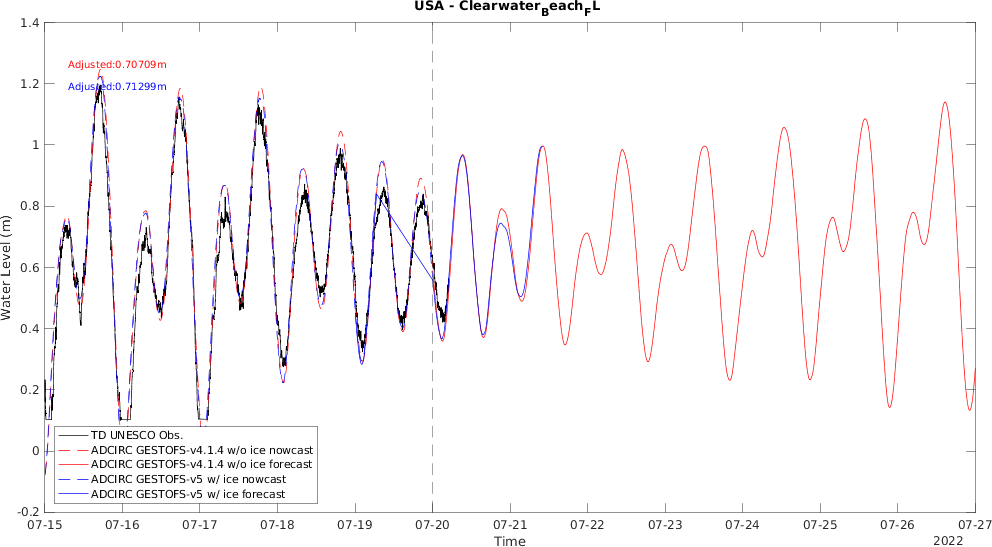 USA - ClearwaterBeachFL
Adjusted:0.70709m
Adjusted:0.71299m
Water Level (m)
1.4
1.2
1
0.8
0.6
0.4
0.2
0
-0.2
TD UNESCO Obs.
ADCIRC GESTOFS-v4.1.4 w/o ice nowcast
ADCIRC GESTOFS-v4.1.4 w/o ice forecast
ADCIRC GESTOFS-v5 w/ ice nowcast
ADCIRC GESTOFS-v5 w/ ice forecast
07-15 07-16 07-17 07-18 07-19 07-20 07-21 07-22 07-23 07-24 07-25 07-26 07-27
Time
2022